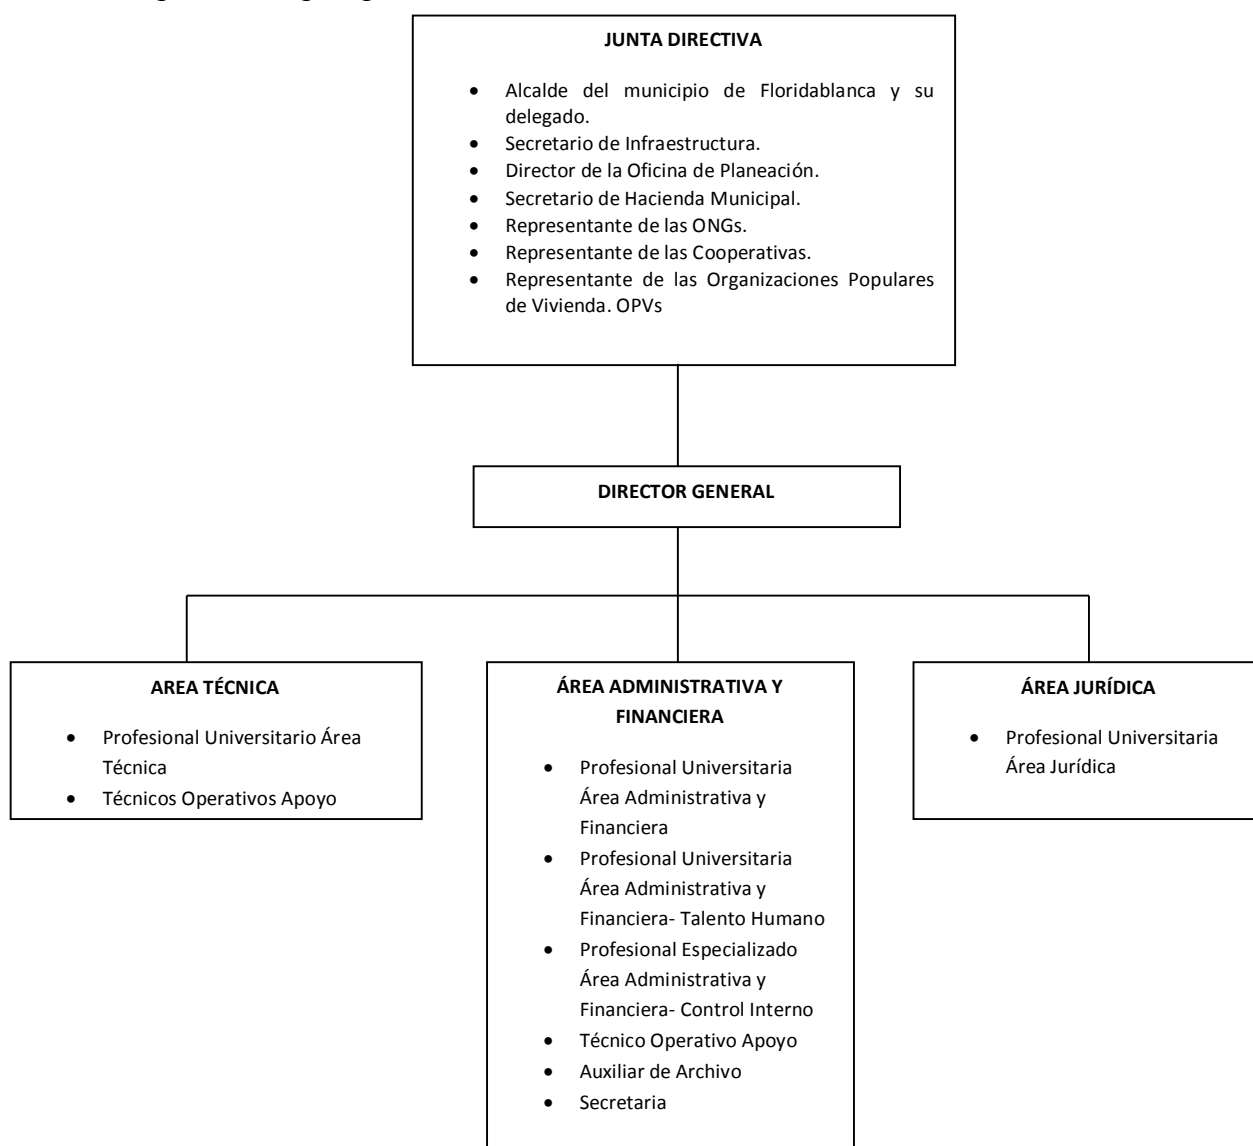 JUNTA DIRECTIVA
• Alcalde del municipio de Floridablanca y su
delegado.
• Secretario de Infraestructura.
• Director de la Oficina de Planeación.
• Secretario de Hacienda Municipal.
• Representante de las ONGs.
• Representante de las Cooperativas.
• Representante de las Organizaciones Populares
de Vivienda. OPVs
DIRECTOR GENERAL
AREA TÉCNICA
• Profesional Universitario Área
Técnica
• Técnicos Operativos Apoyo
ÁREA ADMINISTRATIVA Y
FINANCIERA
• Profesional Universitaria
Área Administrativa y
Financiera
• Profesional Universitaria
Área Administrativa y
Financiera- Talento Humano
• Profesional Especializado
Área Administrativa y
Financiera- Control Interno
• Técnico Operativo Apoyo
• Auxiliar de Archivo
• Secretaria
ÁREA JURÍDICA
• Profesional Universitaria
Área Jurídica